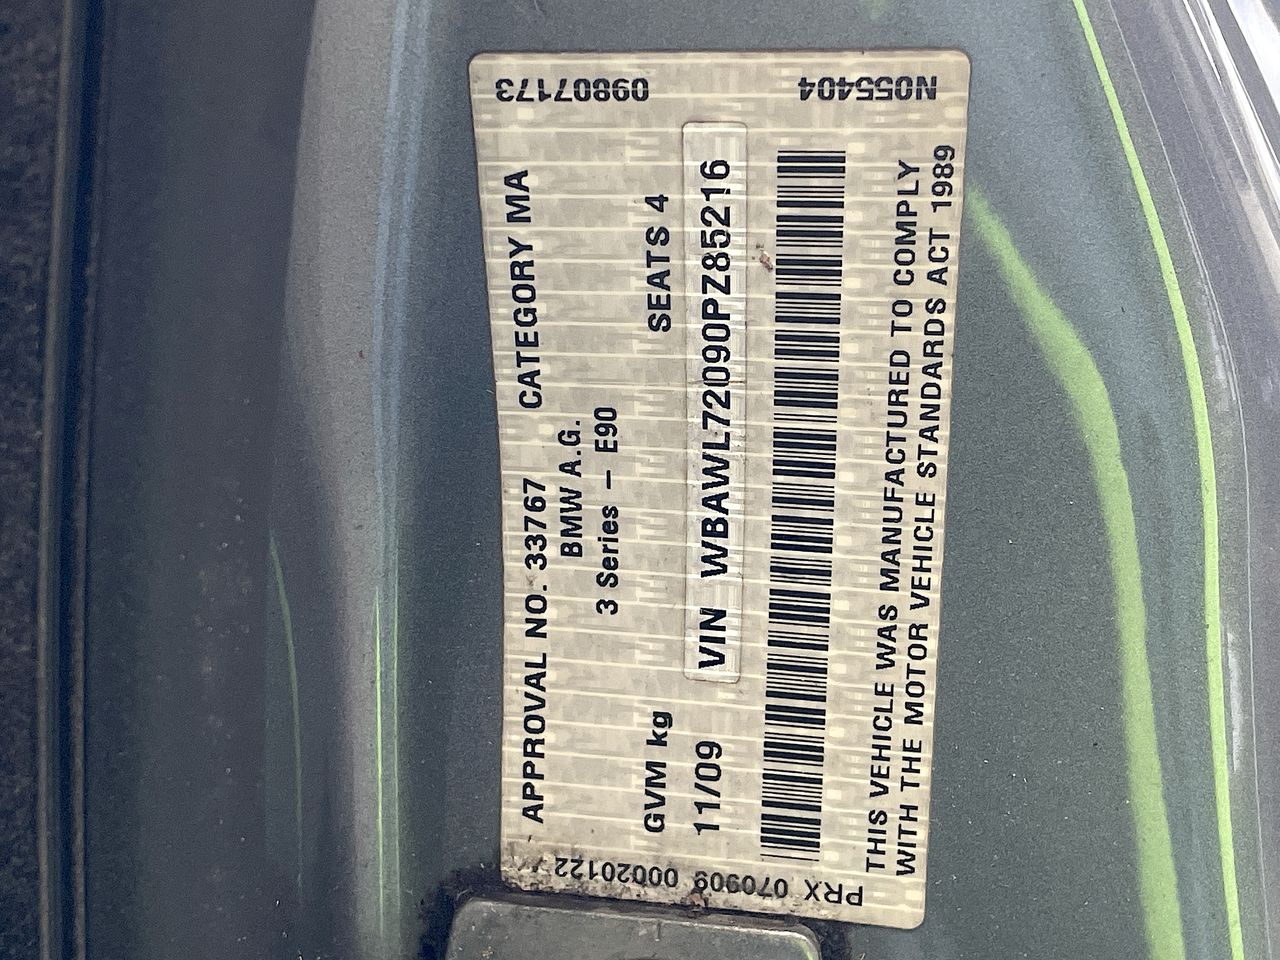 APPROVAL NO. 33767 CATEGORY MA
BMW A.G.
3 Series - E90
GVM kg SEATS 4
11/09 VIN WBAWL72090PZ85216
THIS VEHICLE WAS MANUFACTURED TO COMPLY
WITH THE MOTOR VEHICLE STANDARDS ACT 1989
09807173 N055404
PRX 070909 00020122